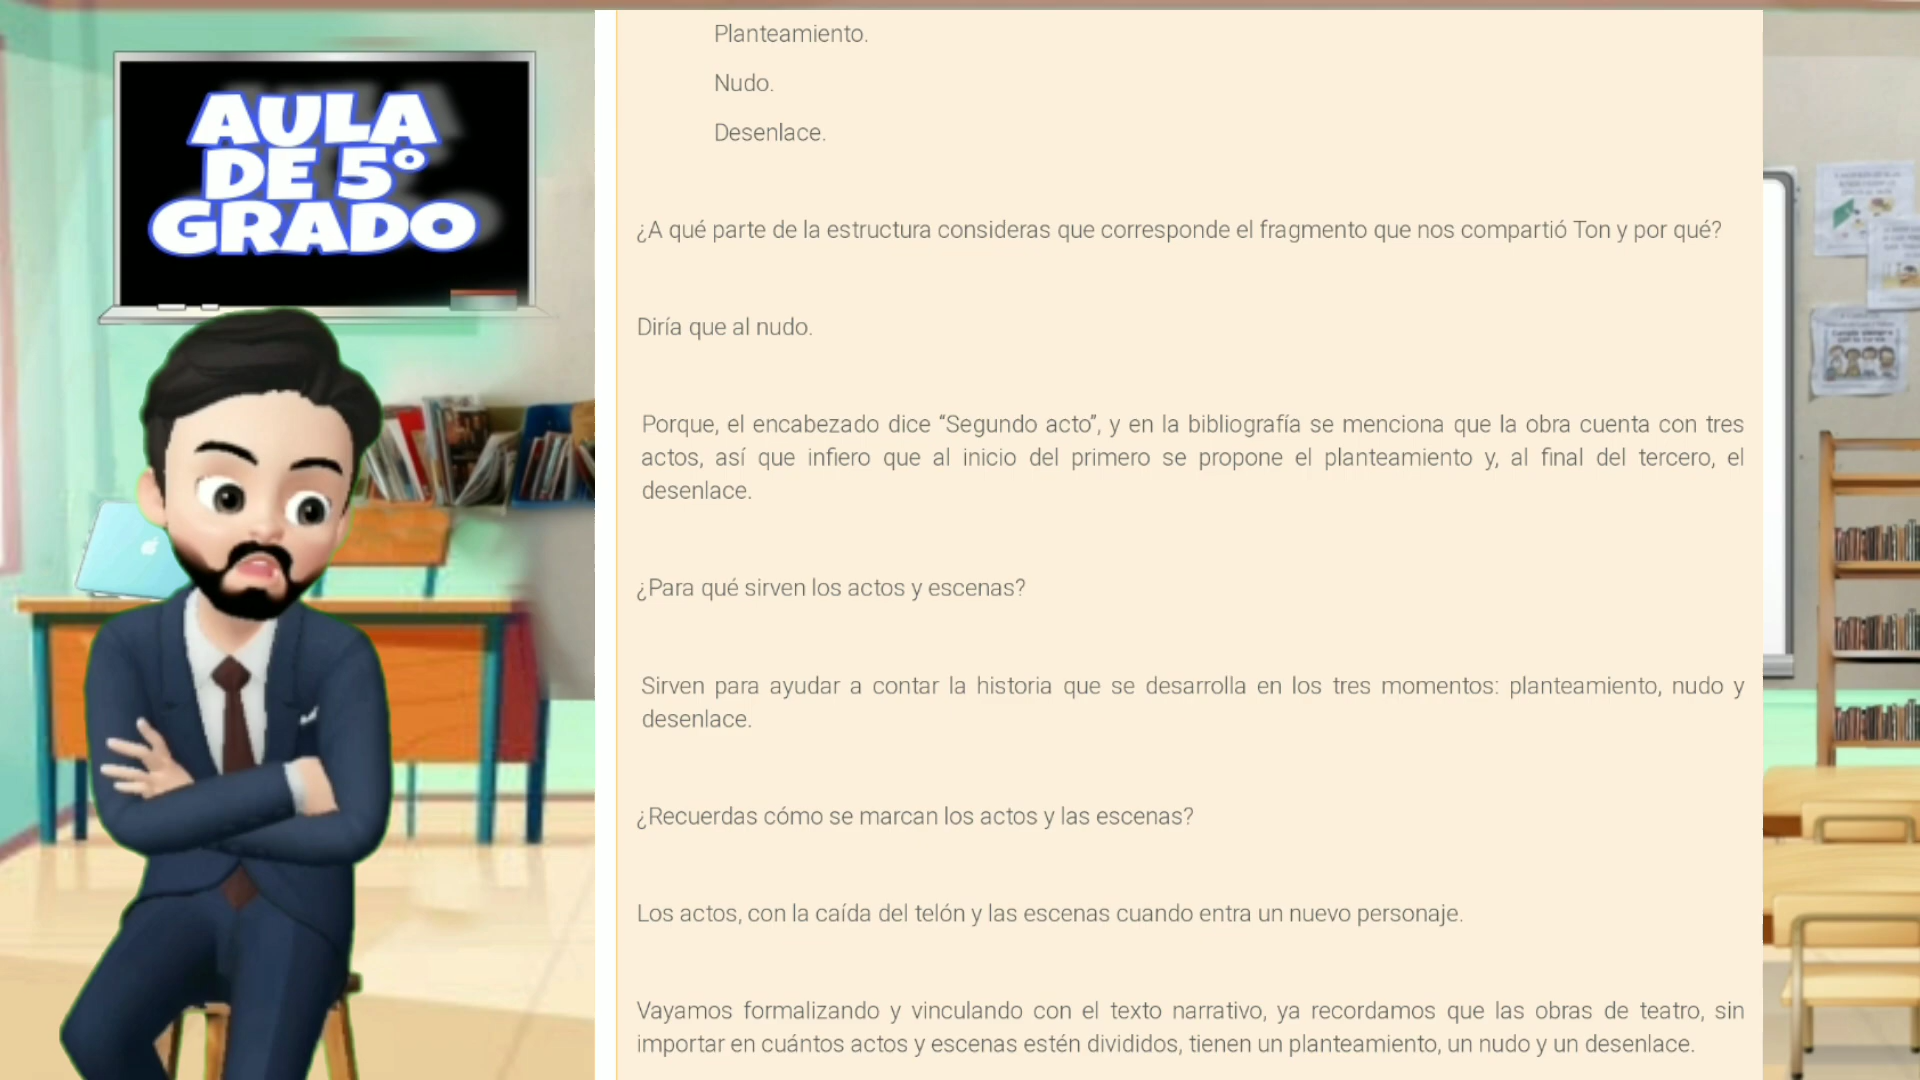 AULA
DE 5º
GRADO
Planteamiento.
Nudo.
Desenlace.
¿A qué parte de la estructura consideras que corresponde el fragmento que nos compartió Ton y por qué?
Diría que al nudo.
Porque, el encabezado dice “Segundo acto”, y en la bibliografía se menciona que la obra cuenta con tres
actos, así que infiero que al inicio del primero se propone el planteamiento y, al final del tercero, el
desenlace.
¿Para qué sirven los actos y escenas?
Sirven para ayudar a contar la historia que se desarrolla en los tres momentos: planteamiento, nudo y
desenlace.
¿Recuerdas cómo se marcan los actos y las escenas?
Los actos, con la caída del telón y las escenas cuando entra un nuevo personaje.
Vayamos formalizando y vinculando con el texto narrativo, ya recordamos que las obras de teatro, sin
importar en cuántos actos y escenas estén divididos, tienen un planteamiento, un nudo y un desenlace.